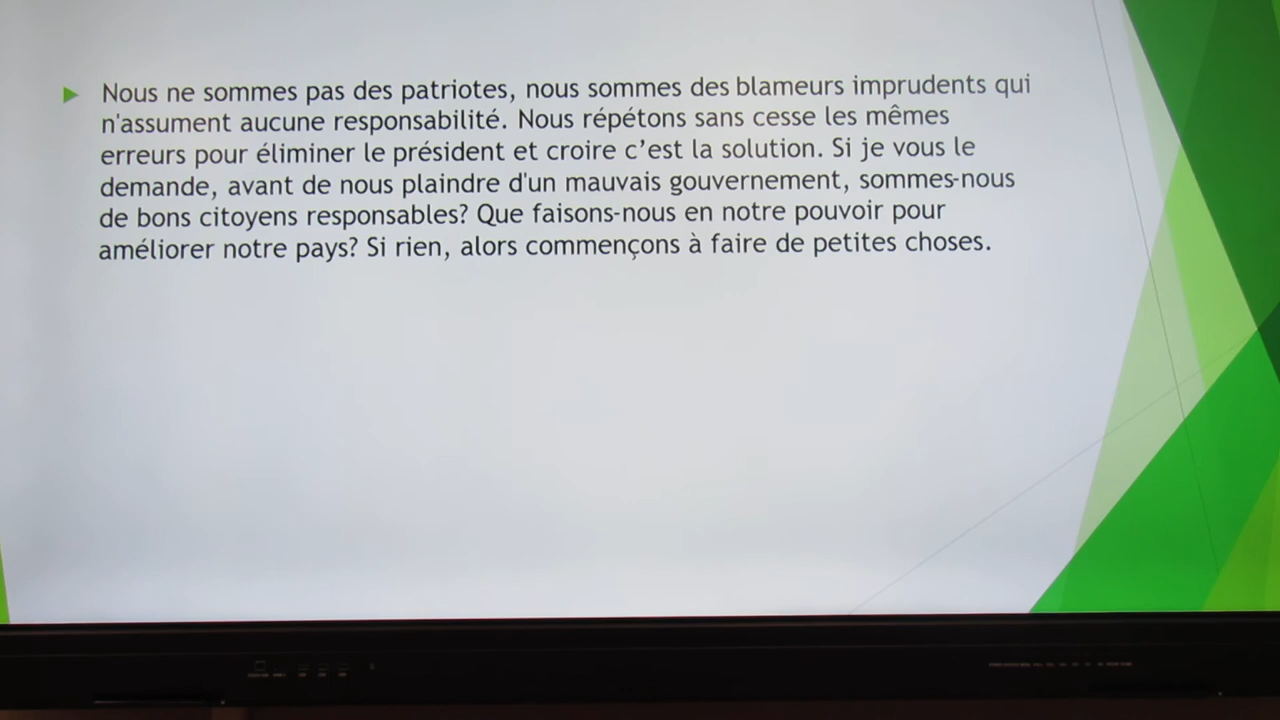 Nous ne sommes pas des patriotes, nous sommes des blameurs imprudents qui
n'assument aucune responsabilité. Nous répétons sans cesse les mêmes
erreurs pour éliminer le président et croire c’est la solution. Si je vous le
demande, avant de nous plaindre d'un mauvais gouvernement, sommes-nous
de bons citoyens responsables? Que faisons-nous en notre pouvoir pour
améliorer notre pays? Si rien, alors commençons à faire de petites choses.